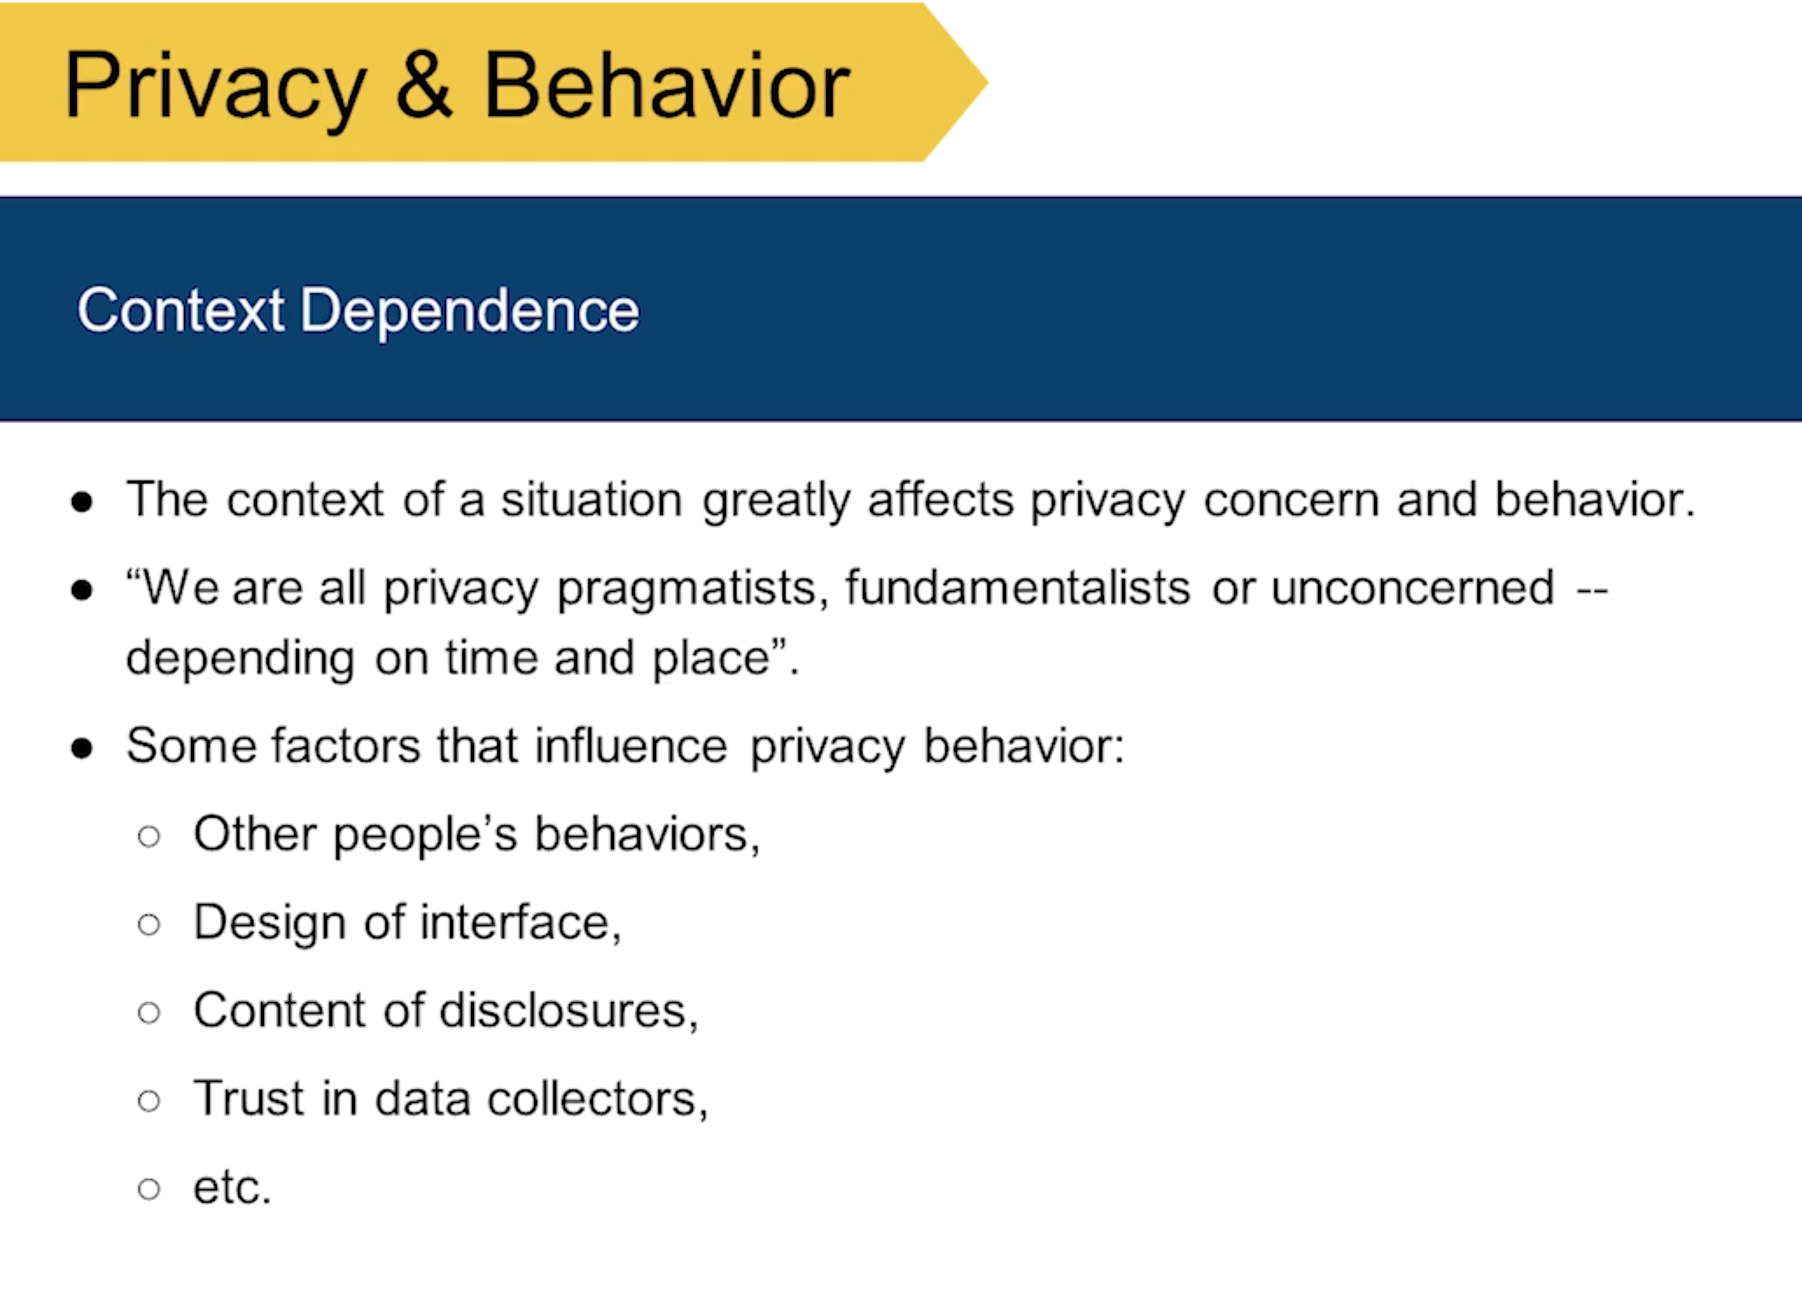 Privacy & Behavior
Context Dependence
● The context of a situation greatly affects privacy concern and behavior.
● “We are all privacy pragmatists, fundamentalists or unconcerned --
depending on time and place”.
● Some factors that influence privacy behavior:
○ Other people’s behaviors,
○ Design of interface,
○ Content of disclosures,
○ Trust in data collectors,
○ etc.